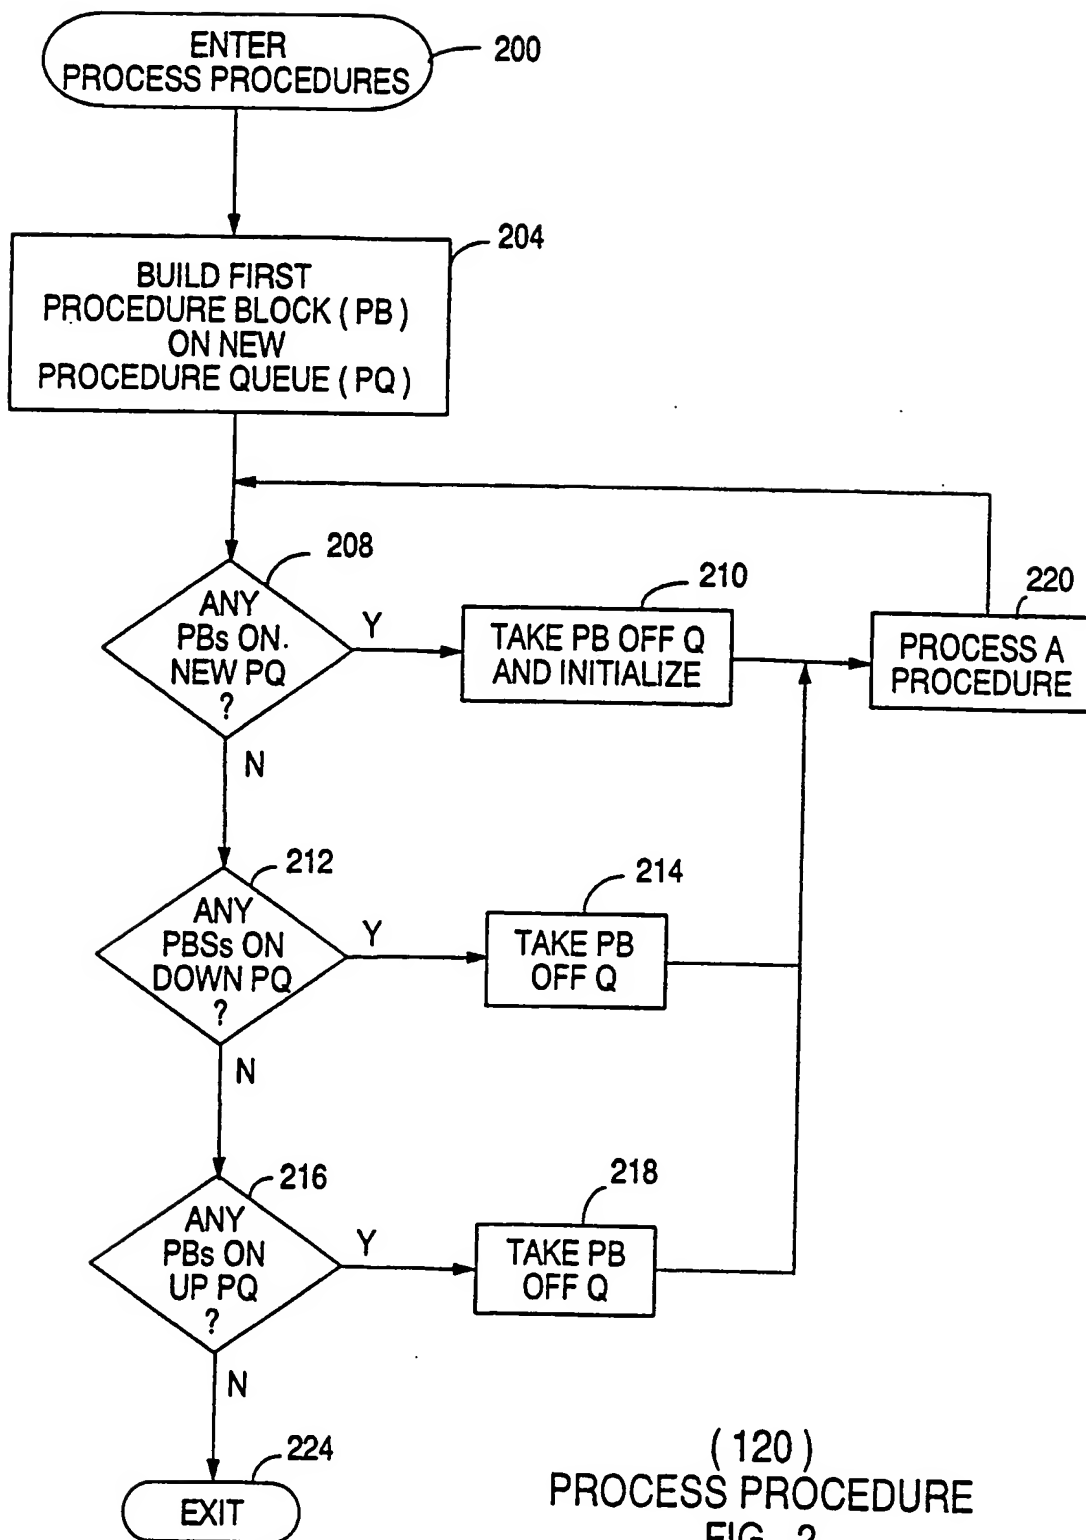 ENTER
PROCESS PROCEDURES
200
204
BUILD FIRST
PROCEDURE BLOCK ( PB )
ON NEW
PROCEDURE QUEUE ( PQ )
208
ANY
PBs ON
NEW PQ
?
Y
N
210
TAKE PB OFF Q
AND INITIALIZE
220
PROCESS A
PROCEDURE
212
ANY
PBSs ON
DOWN PQ
?
Y
N
214
TAKE PB
OFF Q
216
ANY
PBs ON
UP PQ
?
Y
N
218
TAKE PB
OFF Q
224
EXIT
( 120 )
PROCESS PROCEDURE
FIG. 2